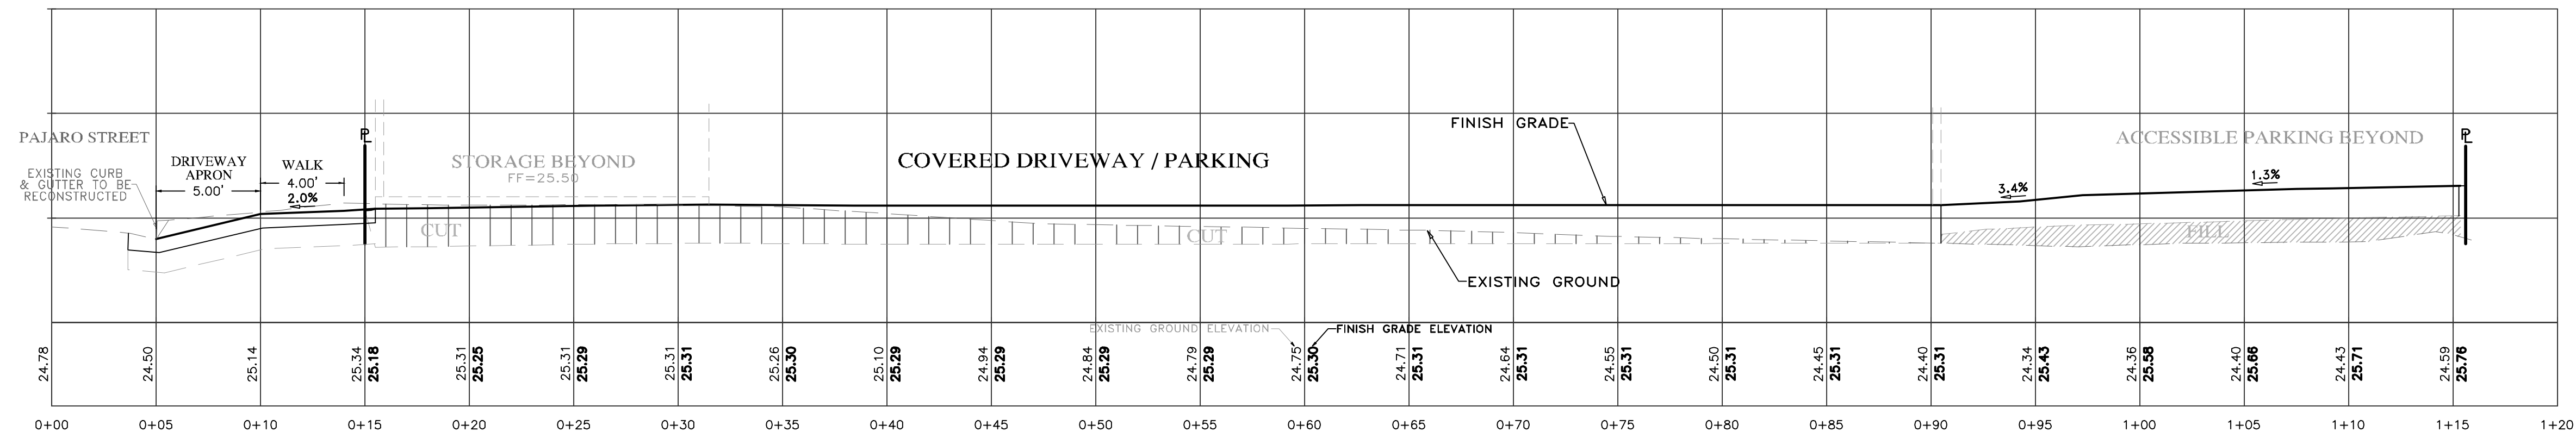 PAJARO STREET
EXISTING CURB
& GUTTER TO BE
RECONSTRUCTED
DRIVEWAY
APRON
5.00'
WALK
4.00'
2.0%
PL
STORAGE BEYOND
FF=25.50
COVERED DRIVEWAY / PARKING
FINISH GRADE
ACCESSIBLE PARKING BEYOND
PL
3.4%
1.3%
CUT
CUT
FILL
EXISTING GROUND
EXISTING GROUND ELEVATION
FINISH GRADE ELEVATION
24.78
24.50
25.14
25.34
25.18
25.31
25.25
25.31
25.29
25.31
25.31
25.26
25.30
25.10
25.29
24.94
25.29
24.84
25.29
24.79
25.29
24.75
25.30
24.71
25.31
24.64
25.31
24.55
25.31
24.50
25.31
24.45
25.31
24.40
25.31
24.34
25.43
24.36
25.58
24.40
25.66
24.43
25.71
24.59
25.76
0+00 0+05 0+10 0+15 0+20 0+25 0+30 0+35 0+40 0+45 0+50 0+55 0+60 0+65 0+70 0+75 0+80 0+85 0+90 0+95 1+00 1+05 1+10 1+15 1+20